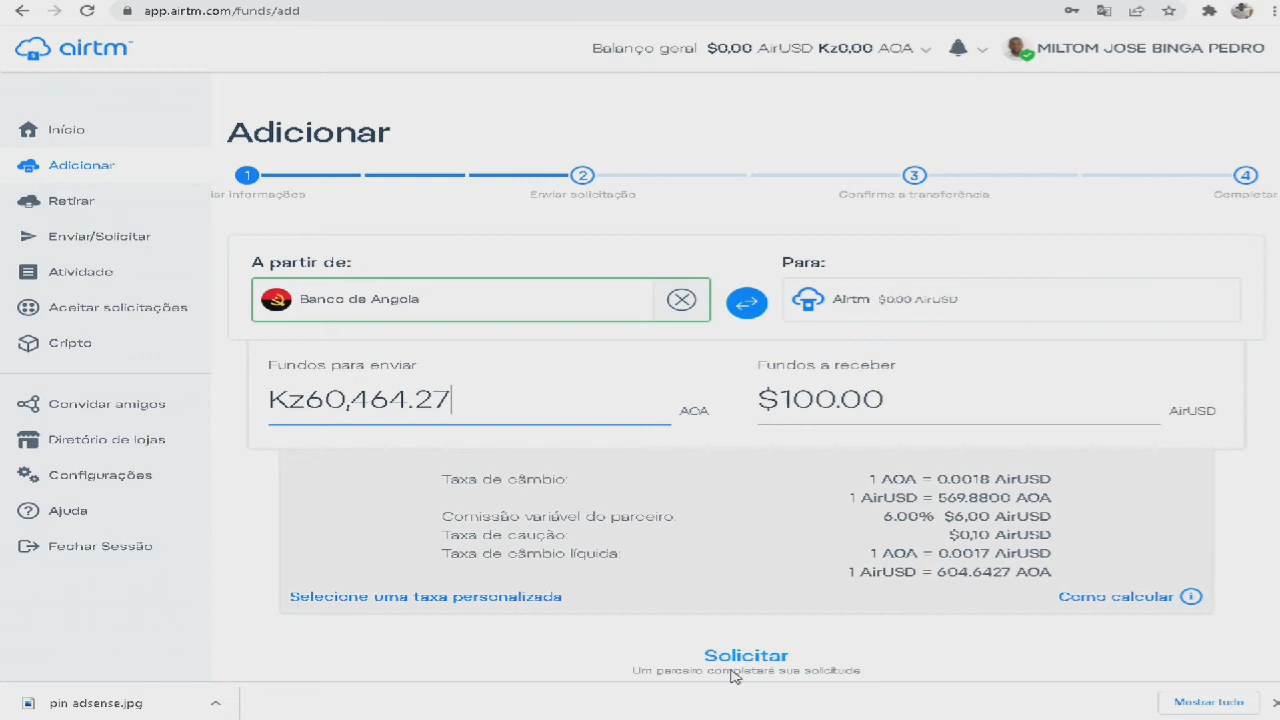 app.airtm.com/funds/add
airtm™
Balanço geral $0,00 AirUSD Kz0,00 AOA
MILTOM JOSE BINGA PEDRO
Início
Adicionar
Retirar
Enviar/Solicitar
Atividade
Aceitar solicitações
Cripto
Convidar amigos
Diretório de lojas
Configurações
Ajuda
Fechar Sessão
Adicionar
1 2 3 4
iar informações Enviar solicitação Confirme a transferência Completar
A partir de: Para:
Banco de Angola Airtm $0,00 AirUSD
Fundos para enviar Fundos a receber
Kz60,464.27 AOA $100.00 AirUSD
Taxa de câmbio: 1 AOA = 0.0018 AirUSD
1 AirUSD = 569.8800 AOA
Comissão variável do parceiro: 6.00% $6,00 AirUSD
Taxa de caução: $0,10 AirUSD
Taxa de câmbio líquida: 1 AOA = 0.0017 AirUSD
1 AirUSD = 604.6427 AOA
Selecione uma taxa personalizada Como calcular
Solicitar
Um parceiro completará sua solicitude
pin adsense.jpg Mostrar tudo